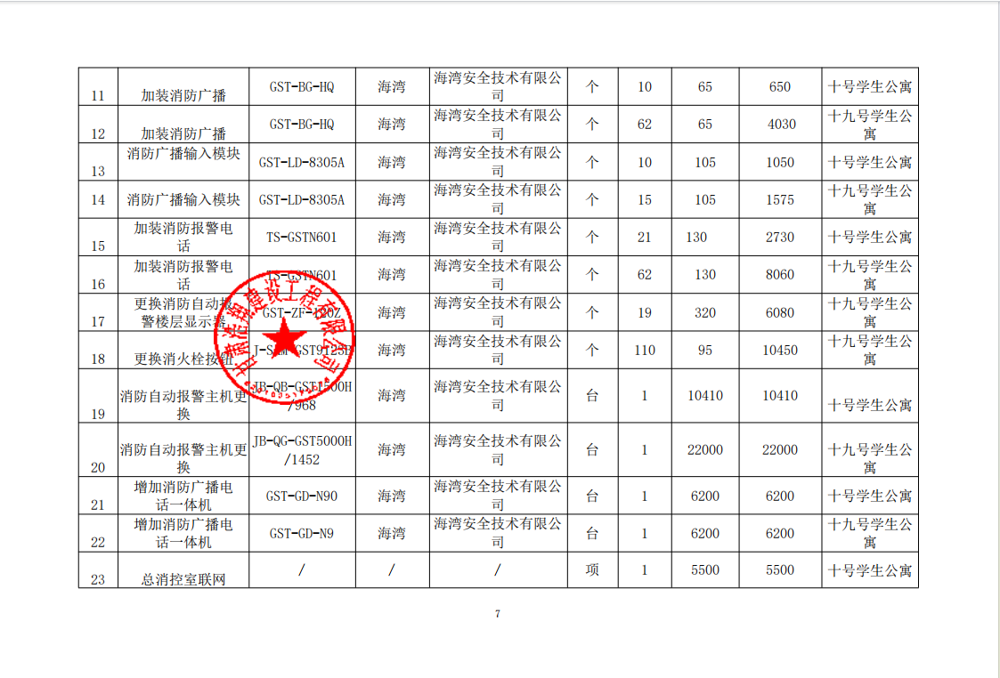 11 加装消防广播 GST-BG-HQ 海湾 海湾安全技术有限公司 个 10 65 650 十号学生公寓
12 加装消防广播 GST-BG-HQ 海湾 海湾安全技术有限公司 个 62 65 4030 十九号学生公寓
13 消防广播输入模块 GST-LD-8305A 海湾 海湾安全技术有限公司 个 10 105 1050 十号学生公寓
14 消防广播输入模块 GST-LD-8305A 海湾 海湾安全技术有限公司 个 15 105 1575 十九号学生公寓
15 加装消防报警电话 TS-GSTN601 海湾 海湾安全技术有限公司 个 21 130 2730 十号学生公寓
16 加装消防报警电话 TS-GSTN601 海湾 海湾安全技术有限公司 个 62 130 8060 十九号学生公寓
17 更换消防自动报警楼层显示器 海湾 海湾安全技术有限公司 个 19 320 6080 十九号学生公寓
18 更换消火栓按钮 海湾 海湾安全技术有限公司 个 110 95 10450 十九号学生公寓
19 消防自动报警主机更换 JB-QB-GST1500H/968 海湾 海湾安全技术有限公司 台 1 10410 10410 十号学生公寓
20 消防自动报警主机更换 JB-QG-GST5000H/1452 海湾 海湾安全技术有限公司 台 1 22000 22000 十九号学生公寓
21 增加消防广播电话一体机 GST-GD-N90 海湾 海湾安全技术有限公司 台 1 6200 6200 十号学生公寓
22 增加消防广播电话一体机 GST-GD-N9 海湾 海湾安全技术有限公司 台 1 6200 6200 十九号学生公寓
23 总消控室联网 / / / 项 1 5500 5500 十号学生公寓
7